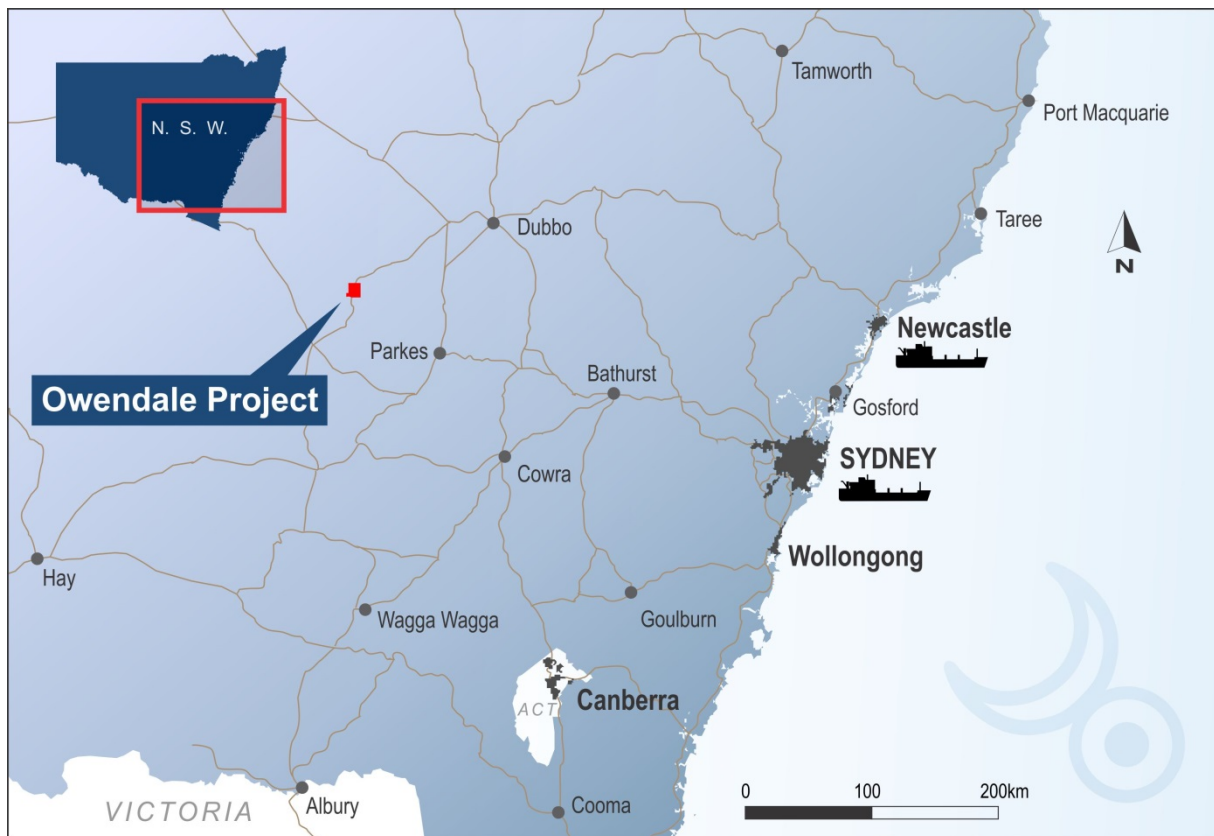 Tamworth
Port Macquarie
N. S. W.
Taree
Dubbo
N
Newcastle
Parkes
Bathurst
Owendale Project
Gosford
SYDNEY
Cowra
Wollongong
Hay
Wagga Wagga
Goulburn
Canberra
ACT
0 100 200km
VICTORIA
Albury
Cooma